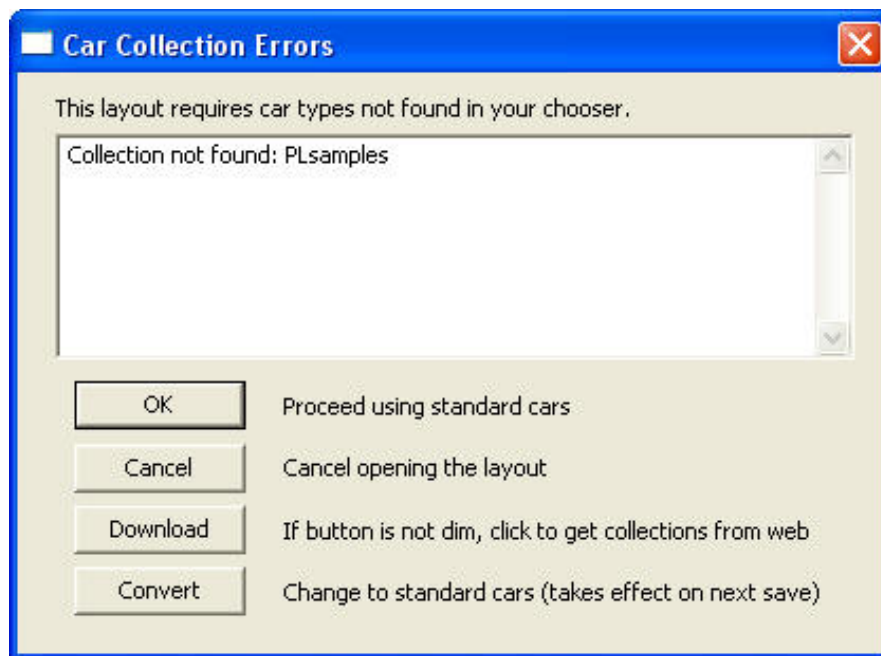 Car Collection Errors
This layout requires car types not found in your chooser.
Collection not found: PLsamples
OK Proceed using standard cars
Cancel Cancel opening the layout
Download If button is not dim, click to get collections from web
Convert Change to standard cars (takes effect on next save)